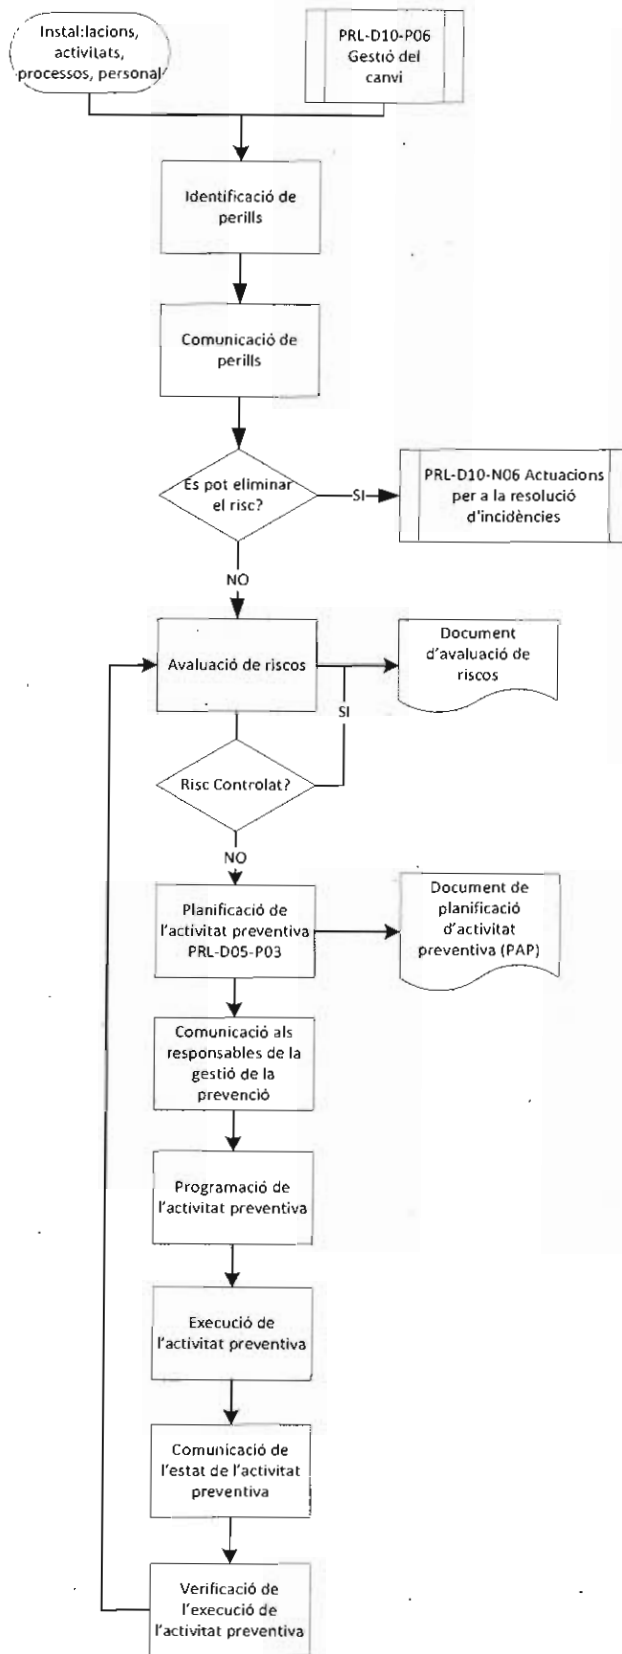 Instal:lacions,
activitats,
processos, personal
PRL-D10-P06
Gestió del
canvi
Identificació de
perills
Comunicació de
perills
Es pot eliminar
el risc?
SI
PRL-D10-N06 Actuacions
per a la resolució
d'incidències
NO
Avaluació de riscos
Document
d'avaluació de
riscos
SI
Risc Controlat?
NO
Planificació de
l'activitat preventiva
PRL-D05-P03
Document de
planificació
d'activitat
preventiva (PAP)
Comunicació als
responsables de la
gestió de la
prevenció
Programació de
l'activitat preventiva
Execució de
l'activitat preventiva
Comunicació de
l'estat de l'activitat
preventiva
Verificació de
l'execució de
l'activitat preventiva